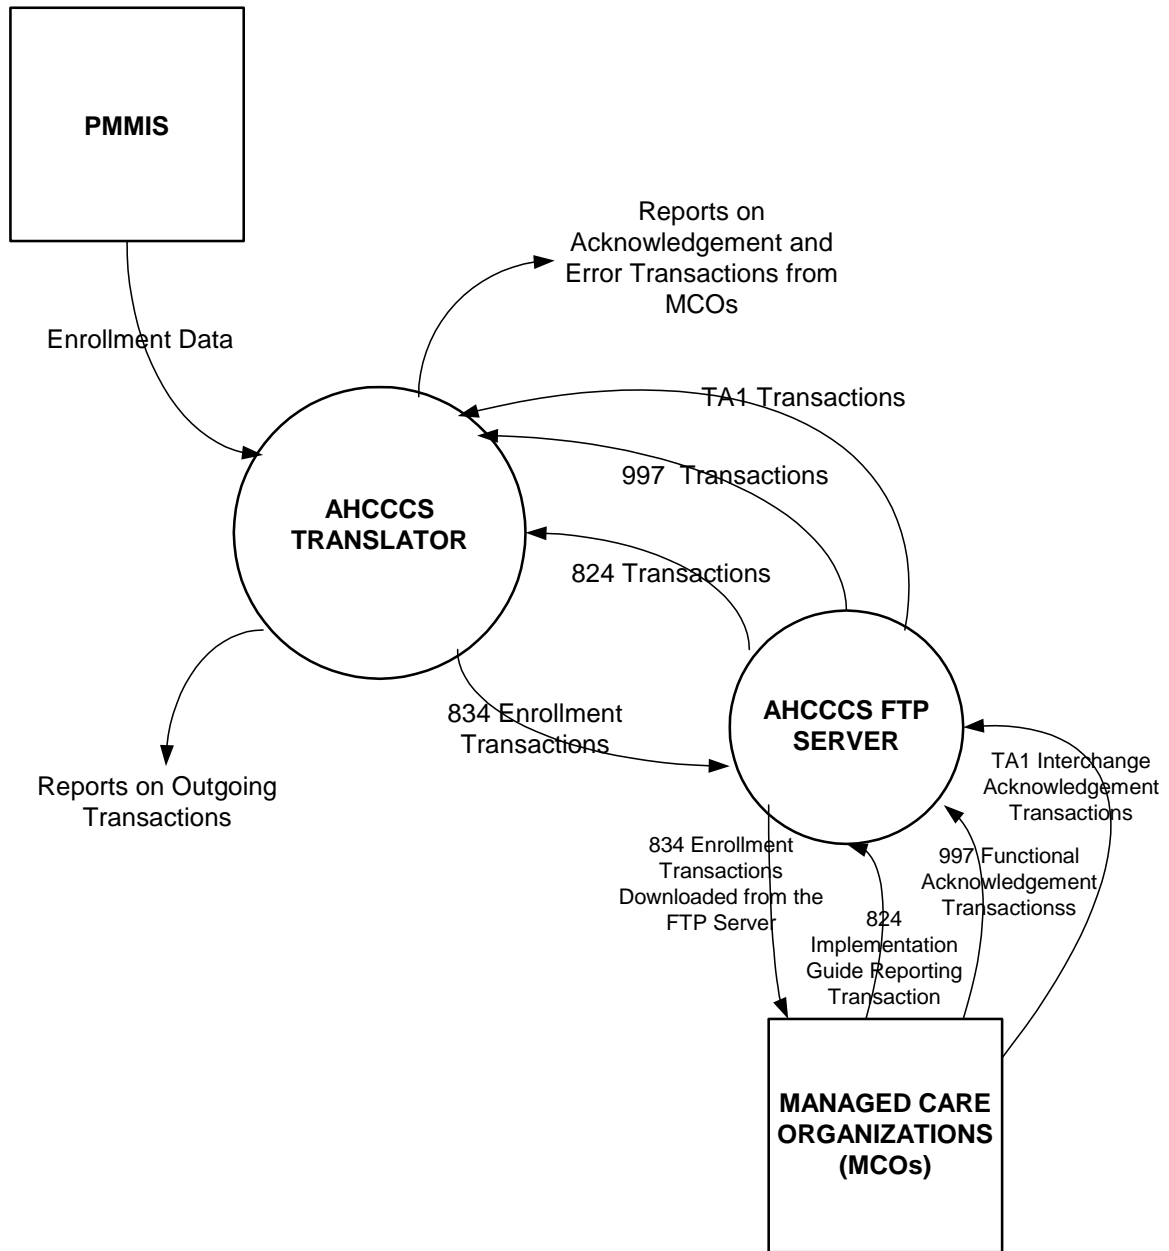 PMMIS
Reports on
Acknowledgement and
Error Transactions from
MCOs
Enrollment Data
TA1 Transactions
997 Transactions
AHCCCS
TRANSLATOR
824 Transactions
834 Enrollment
Transactions
AHCCCS FTP
SERVER
Reports on Outgoing
Transactions
TA1 Interchange
Acknowledgement
Transactions
834 Enrollment
Transactions
Downloaded from the
FTP Server
997 Functional
Acknowledgement
Transactionss
824
Implementation
Guide Reporting
Transaction
MANAGED CARE
ORGANIZATIONS
(MCOs)